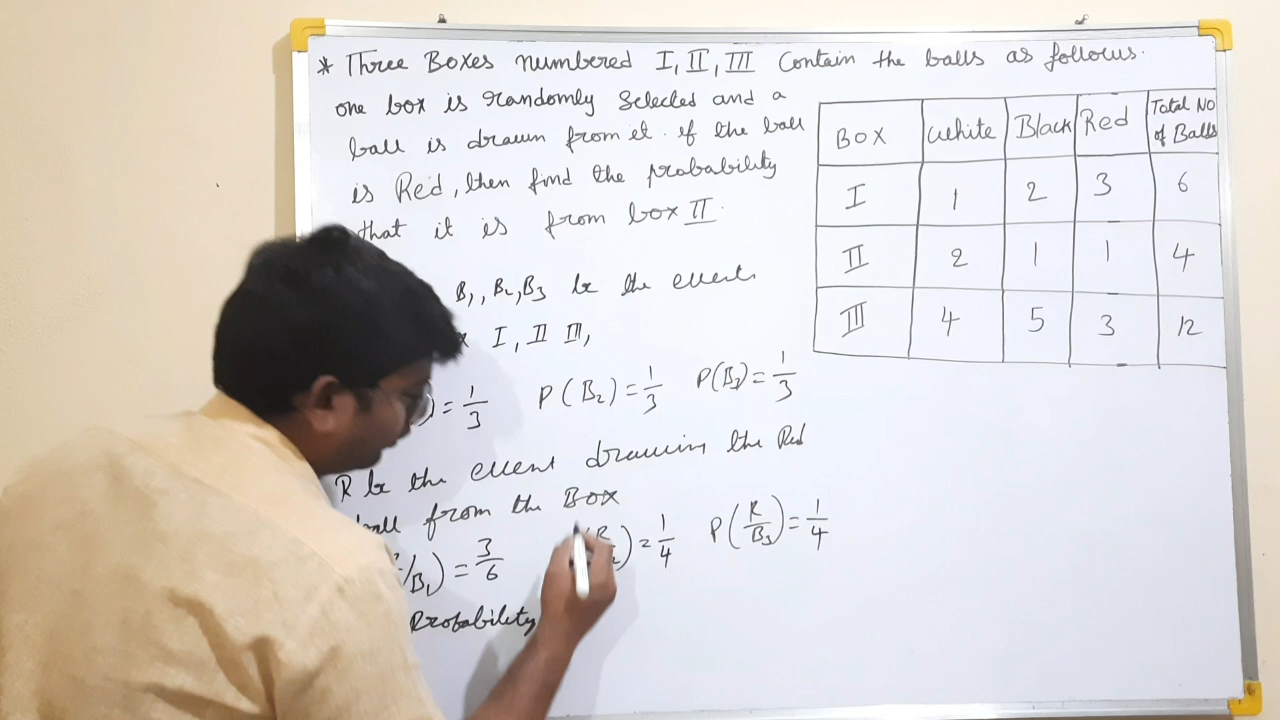 * Three Boxes numbered I, II, III Contain the balls as follows.
one box is randomly Selected and a
ball is drawn from it. if the ball
is Red, then find the probability
that it is from box II.
BOX White Black Red Total No of Balls
I 1 2 3 6
II 2 1 1 4
III 4 5 3 12
B₁, B₂, B₃ be the event
I, II III,
) = 1/3 P(B₂) = 1/3 P(B₃) = 1/3
R be the event drawing the Red
ball from the Box
/B₁) = 3/6 ) = 1/4 P(R/B₃) = 1/4
Probability